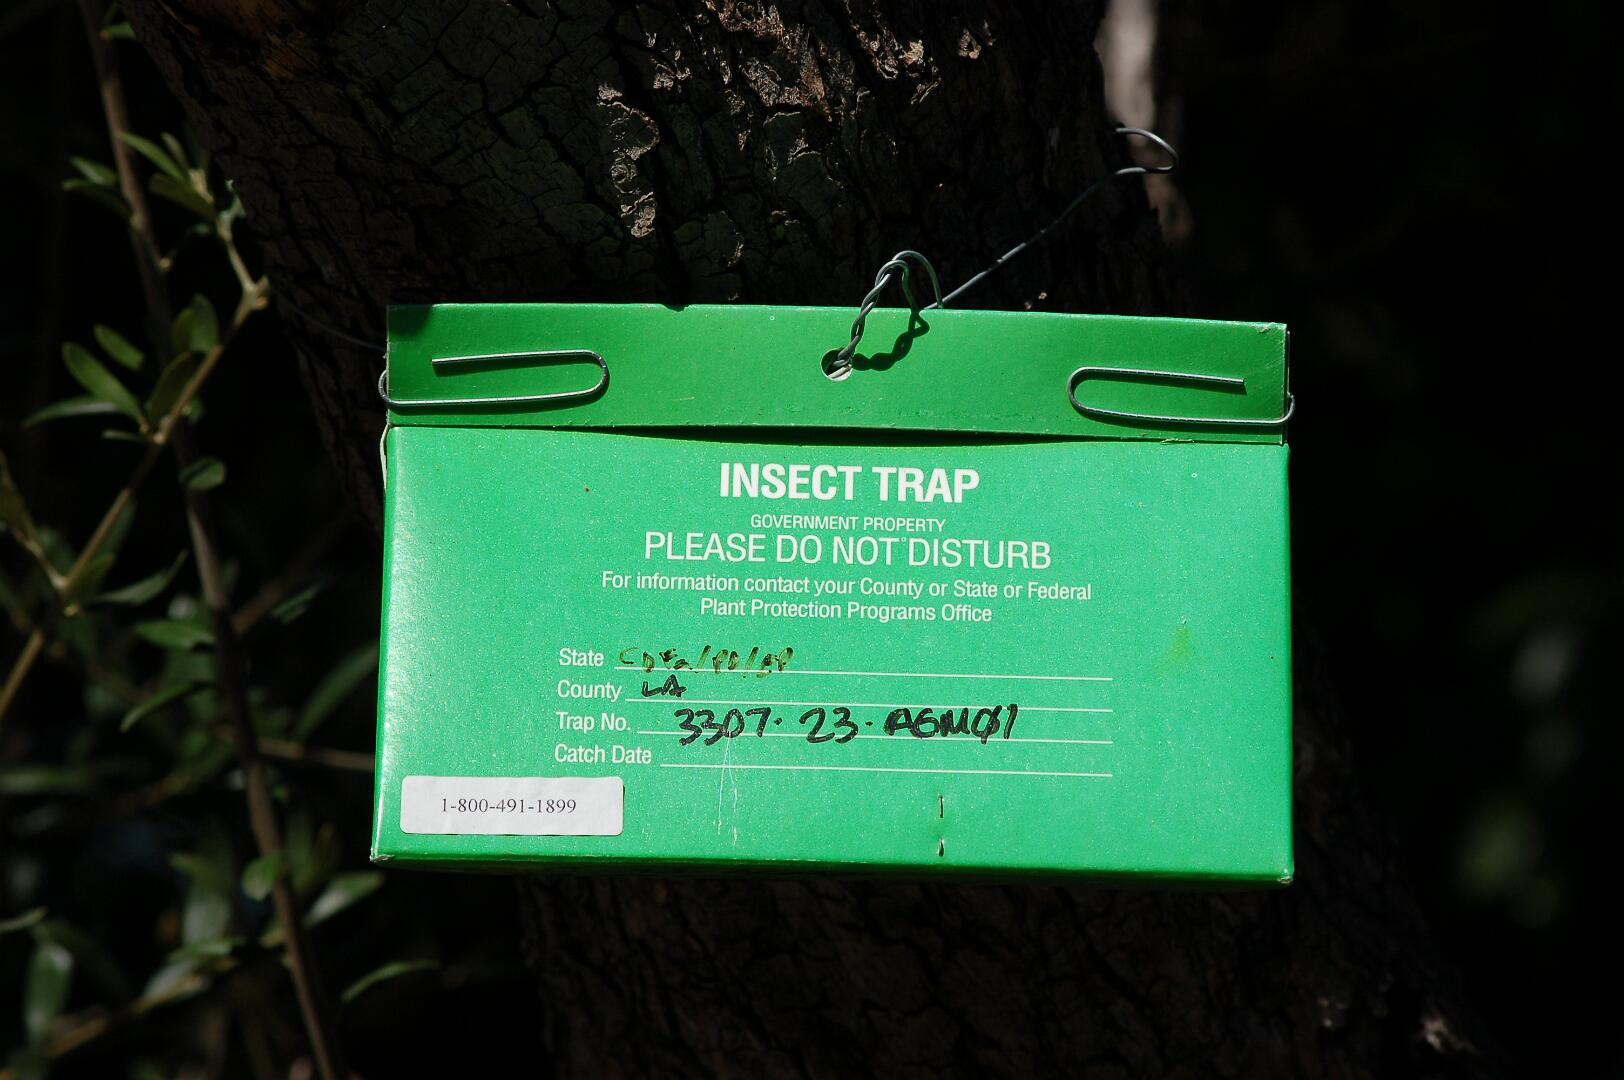 INSECT TRAP
GOVERNMENT PROPERTY
PLEASE DO NOT DISTURB
For information contact your County or State or Federal
Plant Protection Programs Office
State
County LA
Trap No. 3307. 23. AGM01
Catch Date
1-800-491-1899